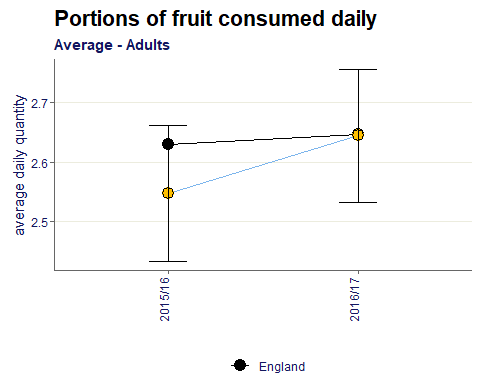 Portions of fruit consumed daily
Average - Adults
average daily quantity
2.7
2.6
2.5
2015/16
2016/17
England